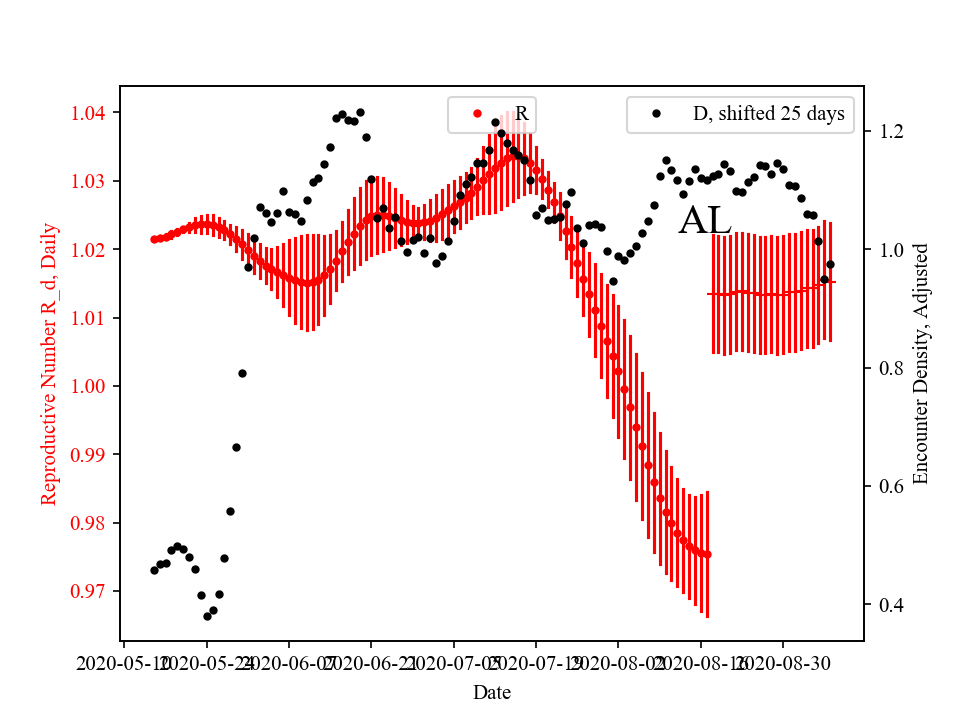 R
D, shifted 25 days
1.04
1.03
1.02
1.01
1.00
0.99
0.98
0.97
Reproductive Number R_d, Daily
AL
1.2
1.0
0.8
0.6
0.4
Encounter Density, Adjusted
2020-05-10 2020-05-24 2020-06-07 2020-06-21 2020-07-05 2020-07-19 2020-08-02 2020-08-16 2020-08-30
Date